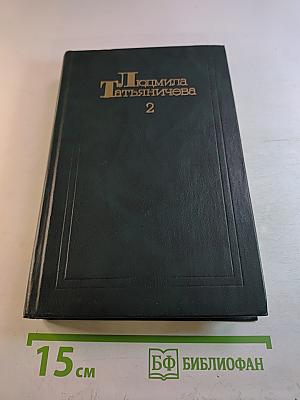 Людмила
Татьяничева
2
15 см
БФ БИБЛИОФАН